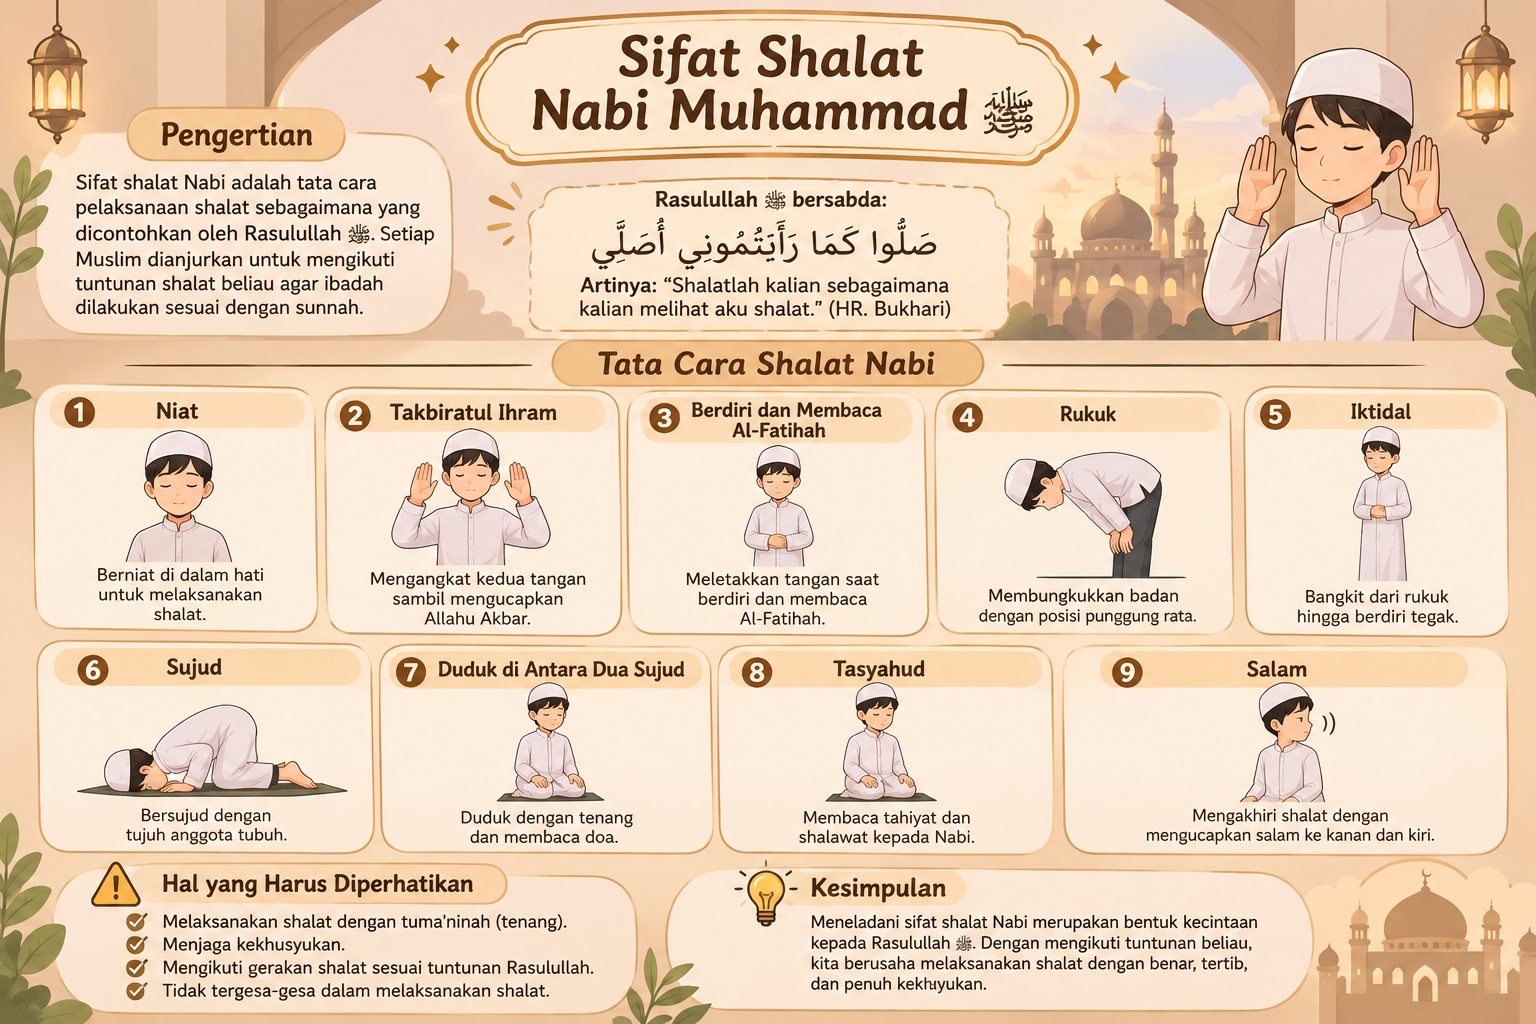 Sifat Shalat
Nabi Muhammad ﷺ
Pengertian
Sifat shalat Nabi adalah tata cara
pelaksanaan shalat sebagaimana yang
dicontohkan oleh Rasulullah ﷺ. Setiap
Muslim dianjurkan untuk mengikuti
tuntunan shalat beliau agar ibadah
dilakukan sesuai dengan sunnah.
Rasulullah ﷺ bersabda:
صَلُّوا كَمَا رَأَيْتُمُونِي أُصَلِّي
Artinya: “Shalatlah kalian sebagaimana
kalian melihat aku shalat.” (HR. Bukhari)
Tata Cara Shalat Nabi
1 Niat
Berniat di dalam hati
untuk melaksanakan
shalat.
2 Takbiratul Ihram
Mengangkat kedua tangan
sambil mengucapkan
Allahu Akbar.
3 Berdiri dan Membaca
Al-Fatihah
Meletakkan tangan saat
berdiri dan membaca
Al-Fatihah.
4 Rukuk
Membungkukkan badan
dengan posisi punggung rata.
5 Iktidal
Bangkit dari rukuk
hingga berdiri tegak.
6 Sujud
Bersujud dengan
tujuh anggota tubuh.
7 Duduk di Antara Dua Sujud
Duduk dengan tenang
dan membaca doa.
8 Tasyahud
Membaca tahiyat dan
shalawat kepada Nabi.
9 Salam
Mengakhiri shalat dengan
mengucapkan salam ke kanan dan kiri.
Hal yang Harus Diperhatikan
Melaksanakan shalat dengan tuma'ninah (tenang).
Menjaga kekhusyukan.
Mengikuti gerakan shalat sesuai tuntunan Rasulullah.
Tidak tergesa-gesa dalam melaksanakan shalat.
Kesimpulan
Meneladani sifat shalat Nabi merupakan bentuk kecintaan
kepada Rasulullah ﷺ. Dengan mengikuti tuntunan beliau,
kita berusaha melaksanakan shalat dengan benar, tertib,
dan penuh kekhuyukan.